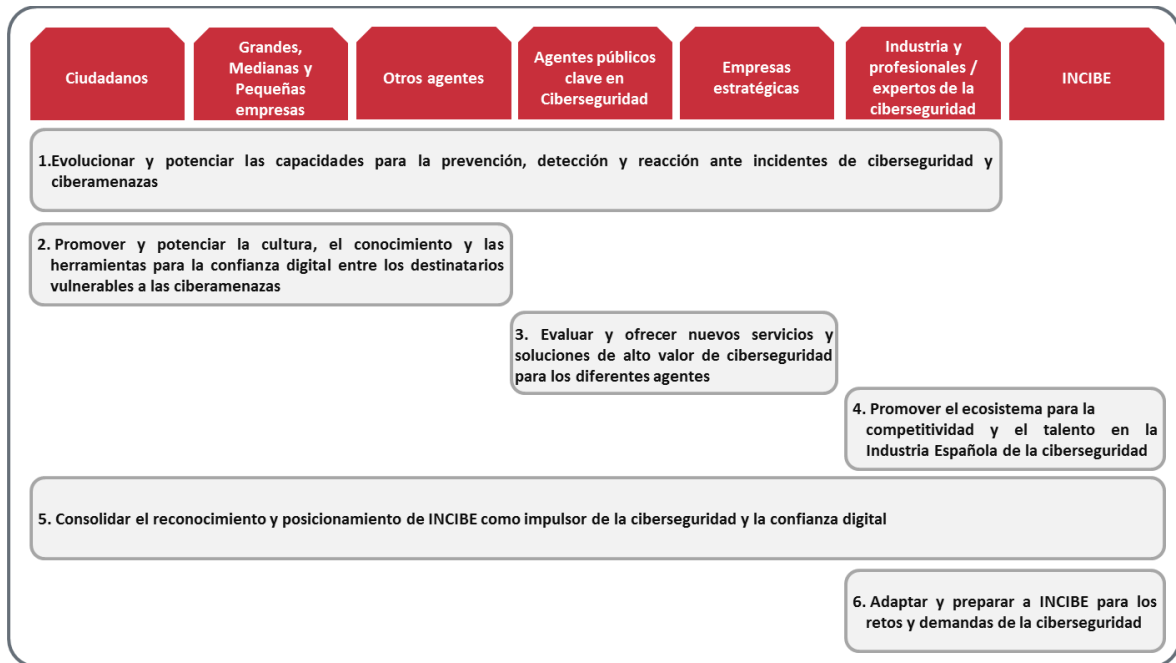 Ciudadanos
Grandes,
Medianas y
Pequeñas
empresas
Otros agentes
Agentes públicos
clave en
Ciberseguridad
Empresas
estratégicas
Industria y
profesionales /
expertos de la
ciberseguridad
INCIBE
1.Evolucionar y potenciar las capacidades para la prevención, detección y reacción ante incidentes de ciberseguridad y
ciberamenazas
2. Promover y potenciar la cultura, el conocimiento y las
herramientas para la confianza digital entre los destinatarios
vulnerables a las ciberamenazas
3. Evaluar y ofrecer nuevos servicios y
soluciones de alto valor de ciberseguridad
para los diferentes agentes
4. Promover el ecosistema para la
competitividad y el talento en la
Industria Española de la ciberseguridad
5. Consolidar el reconocimiento y posicionamiento de INCIBE como impulsor de la ciberseguridad y la confianza digital
6. Adaptar y preparar a INCIBE para los
retos y demandas de la ciberseguridad